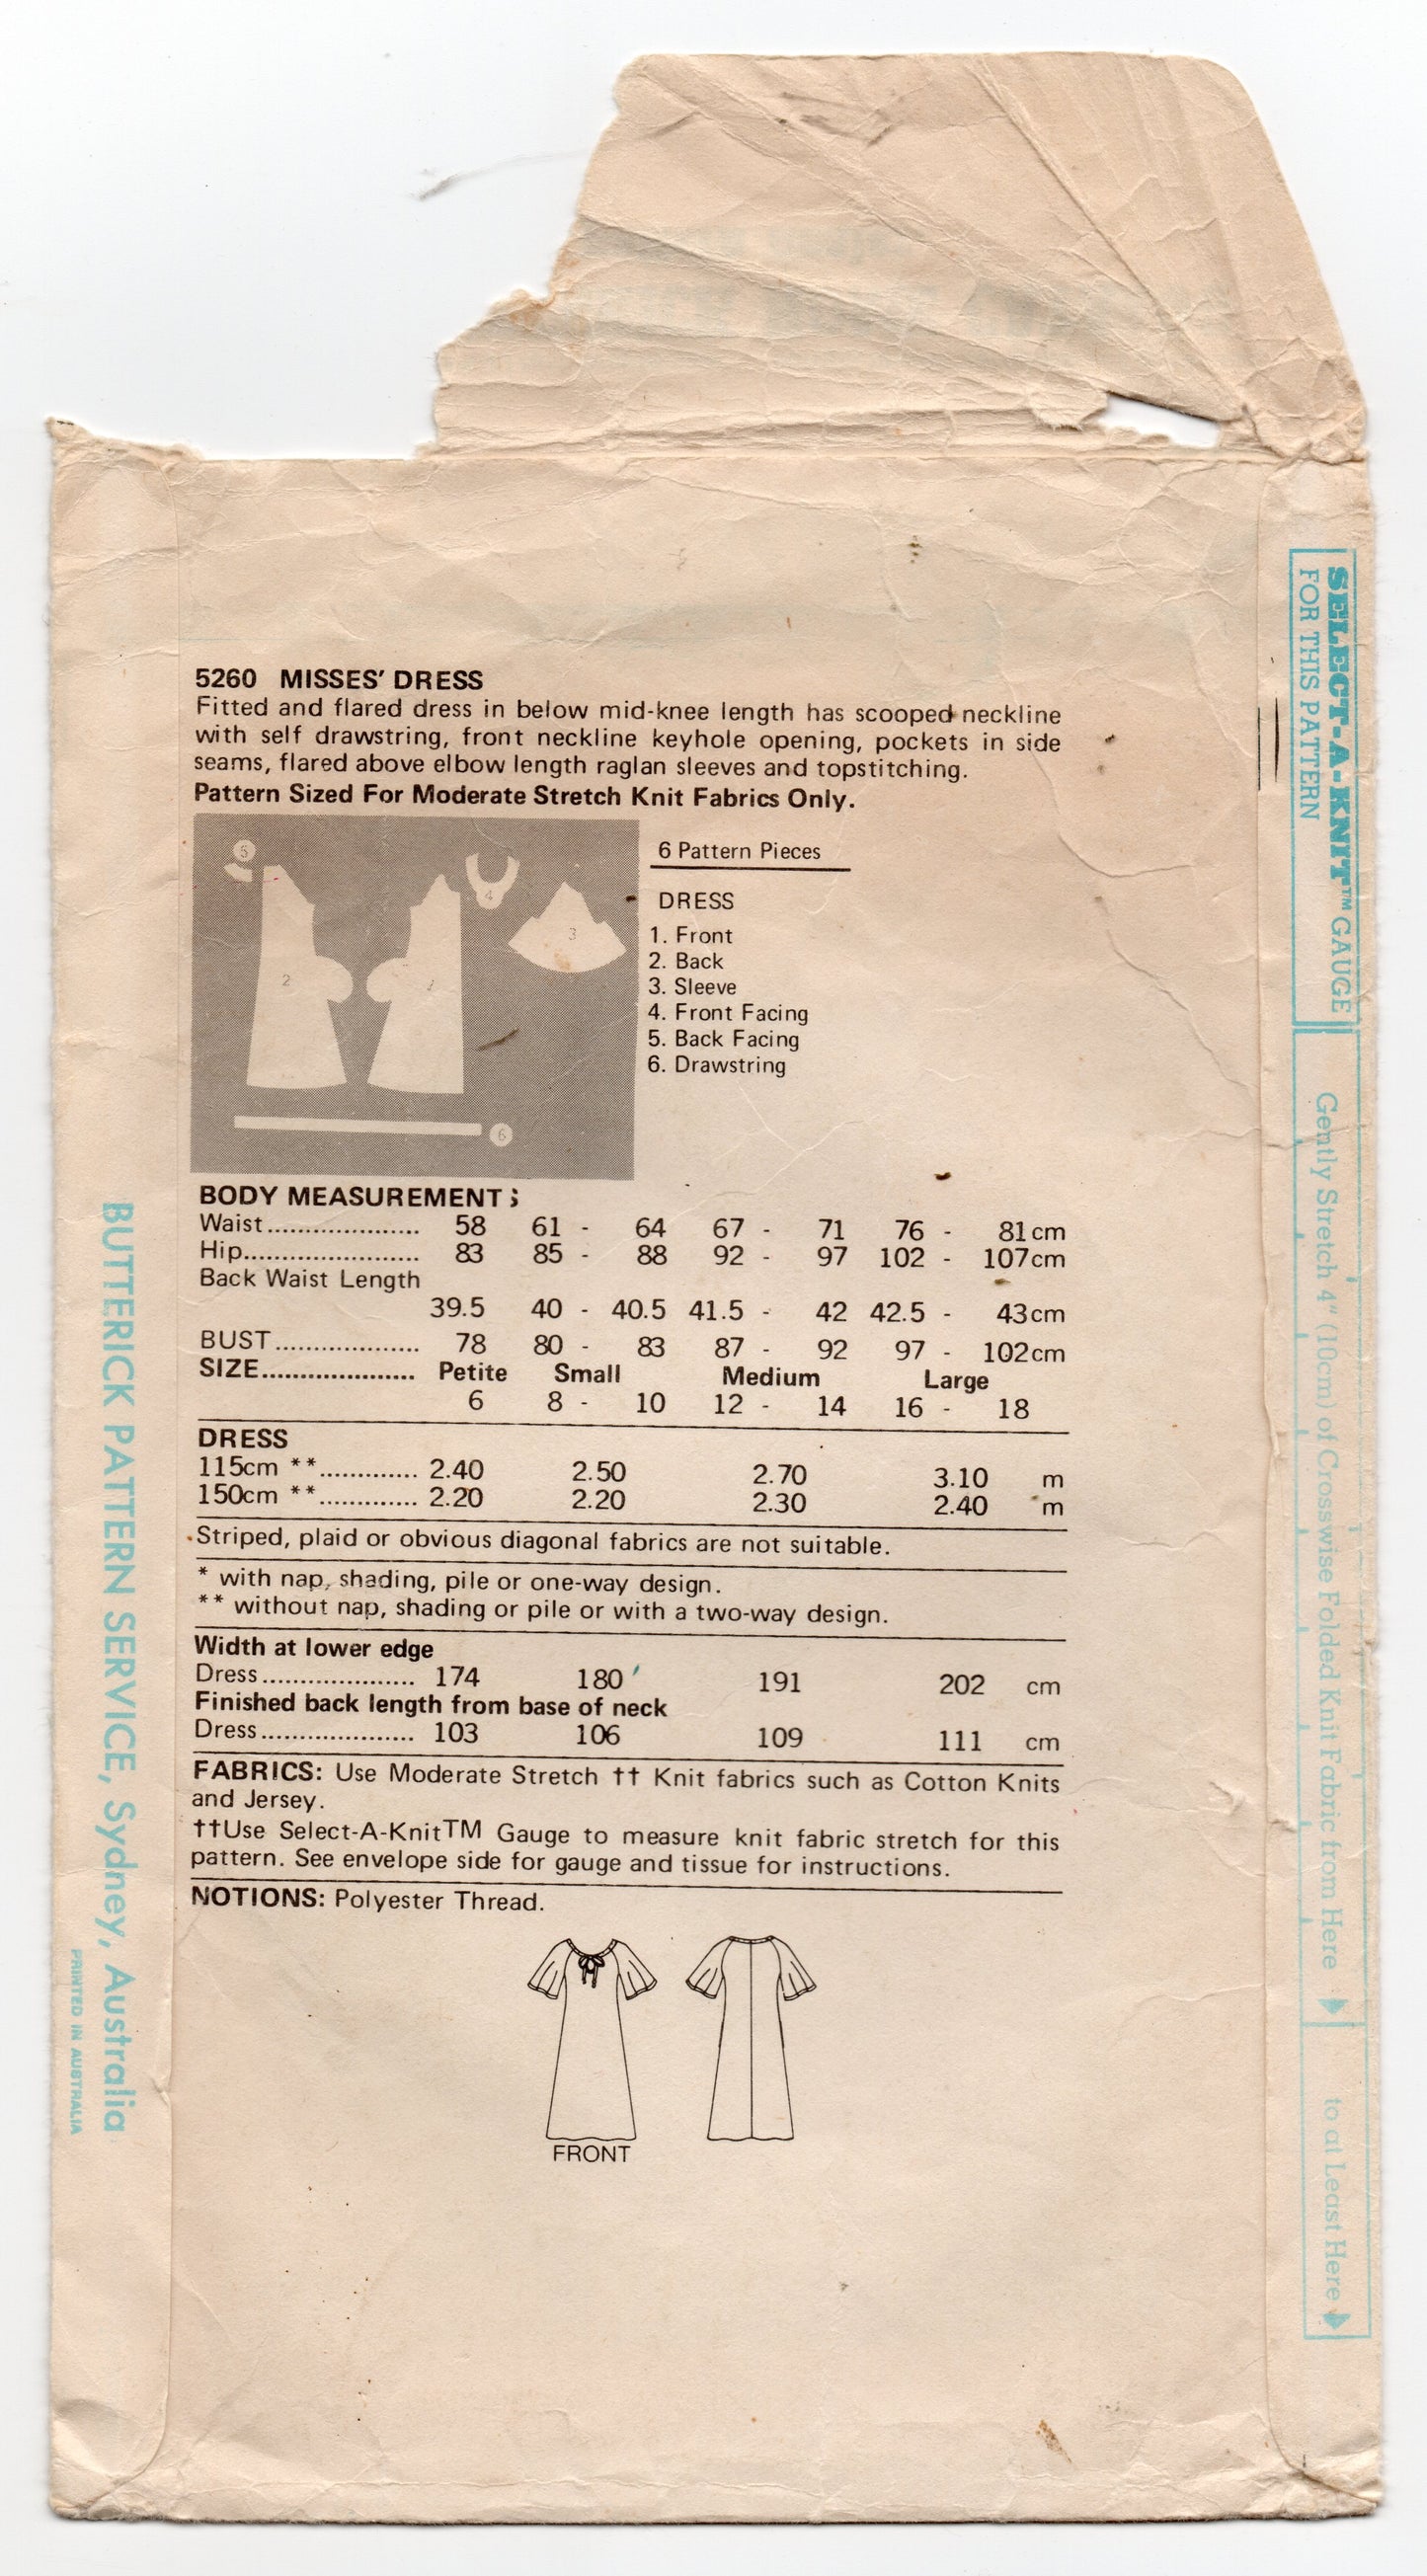 5260 MISSES' DRESS
Fitted and flared dress in below mid-knee length has scooped neckline
with self drawstring, front neckline keyhole opening, pockets in side
seams, flared above elbow length raglan sleeves and topstitching.
Pattern Sized For Moderate Stretch Knit Fabrics Only.
5
4
3
2
1
6
6 Pattern Pieces
DRESS
1. Front
2. Back
3. Sleeve
4. Front Facing
5. Back Facing
6. Drawstring
BODY MEASUREMENTS
Waist.................... 58 61 - 64 67 - 71 76 - 81cm
Hip....................... 83 85 - 88 92 - 97 102 - 107cm
Back Waist Length
39.5 40 - 40.5 41.5 - 42 42.5 - 43cm
BUST................... 78 80 - 83 87 - 92 97 - 102cm
SIZE...................... Petite Small Medium Large
6 8 - 10 12 - 14 16 - 18
DRESS
115cm **............. 2.40 2.50 2.70 3.10 m
150cm **............. 2.20 2.20 2.30 2.40 m
Striped, plaid or obvious diagonal fabrics are not suitable.
* with nap, shading, pile or one-way design.
** without nap, shading or pile or with a two-way design.
Width at lower edge
Dress.................... 174 180 191 202 cm
Finished back length from base of neck
Dress.................... 103 106 109 111 cm
FABRICS: Use Moderate Stretch †† Knit fabrics such as Cotton Knits
and Jersey.
††Use Select-A-KnitTM Gauge to measure knit fabric stretch for this
pattern. See envelope side for gauge and tissue for instructions.
NOTIONS: Polyester Thread.
FRONT
BUTTERICK PATTERN SERVICE, Sydney, Australia
PRINTED IN AUSTRALIA
SELECT-A-KNIT™ GAUGE
FOR THIS PATTERN
Gently Stretch 4" (10cm) of Crosswise Folded Knit Fabric from Here
to at Least Here